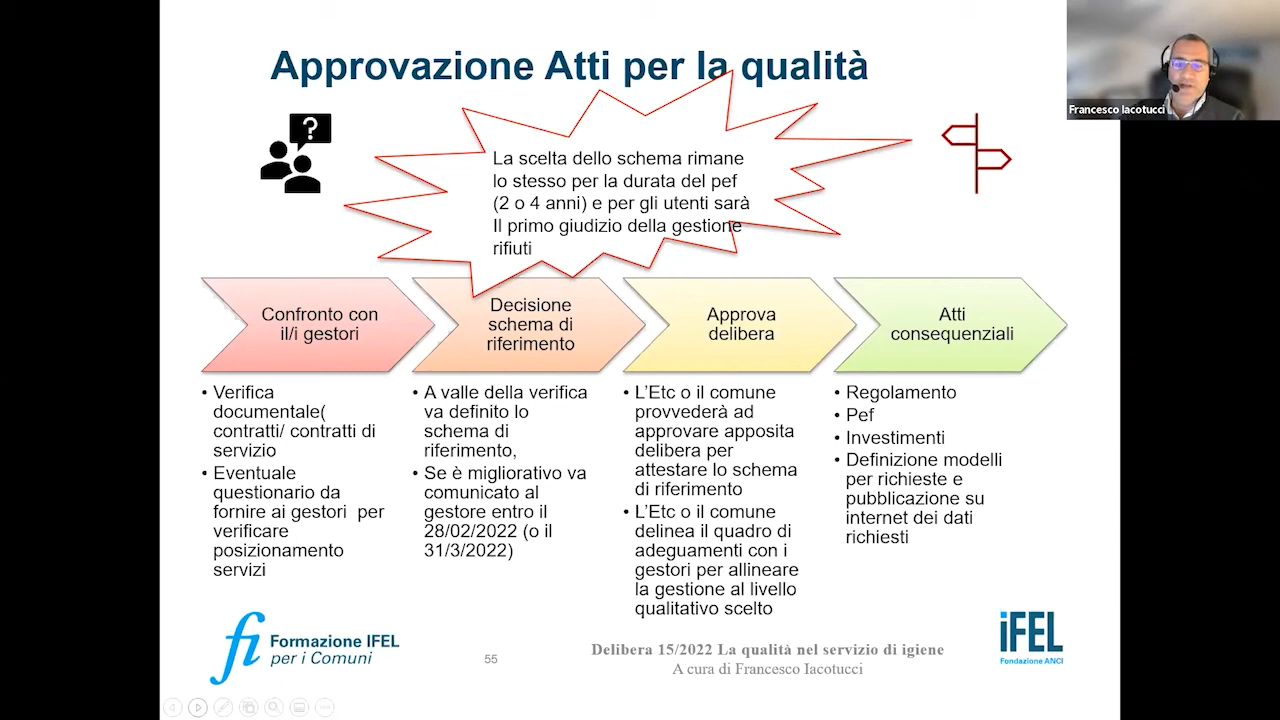 Approvazione Atti per la qualità
?
Francesco Iacotucci
La scelta dello schema rimane
lo stesso per la durata del pef
(2 o 4 anni) e per gli utenti sarà
Il primo giudizio della gestione
rifiuti
Confronto con
il/i gestori
Decisione
schema di
riferimento
Approva
delibera
Atti
consequenziali
• Verifica
documentale(
contratti/ contratti di
servizio
• Eventuale
questionario da
fornire ai gestori per
verificare
posizionamento
servizi
• A valle della verifica
va definito lo
schema di
riferimento,
• Se è migliorativo va
comunicato al
gestore entro il
28/02/2022 (o il
31/3/2022)
• L'Etc o il comune
provvederà ad
approvare apposita
delibera per
attestare lo schema
di riferimento
• L'Etc o il comune
delinea il quadro di
adeguamenti con i
gestori per allineare
la gestione al livello
qualitativo scelto
• Regolamento
• Pef
• Investimenti
• Definizione modelli
per richieste e
pubblicazione su
internet dei dati
richiesti
fi Formazione IFEL
per i Comuni
55
Delibera 15/2022 La qualità nel servizio di igiene
A cura di Francesco Iacotucci
iFEL
Fondazione ANCI